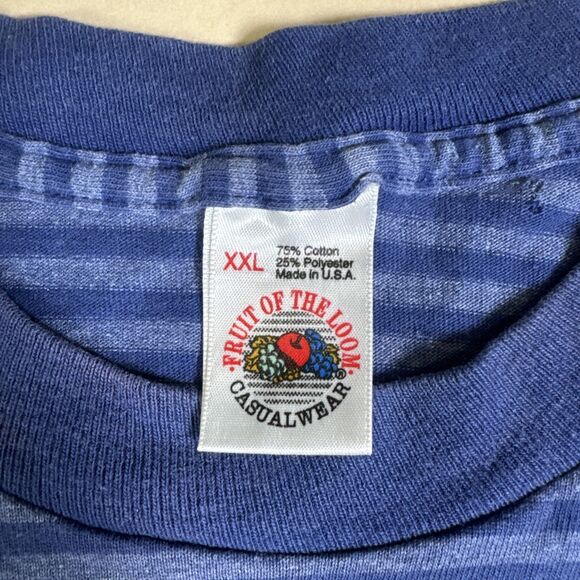 XXL
75% Cotton
25% Polyester
Made in U.S.A.
·FRUIT OF THE LOOM·
®
CASUALWEAR